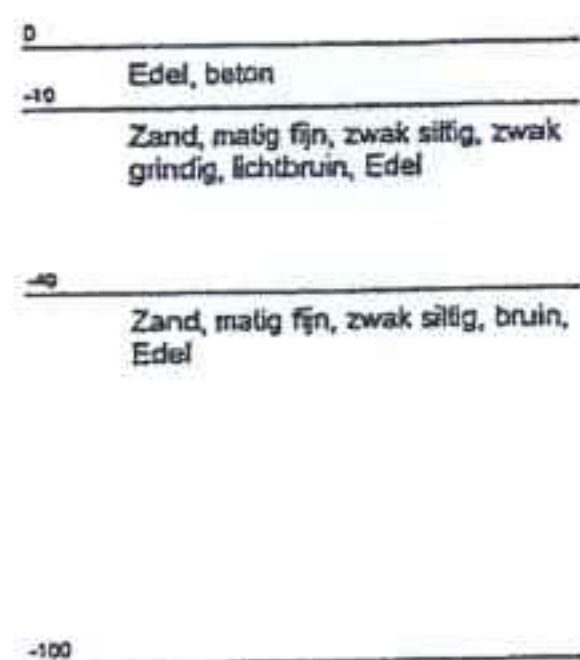 0
Edel, beton
-10
Zand, matig fijn, zwak siltig, zwak
grindig, lichtbruin, Edel
-40
Zand, matig fijn, zwak siltig, bruin,
Edel
-100